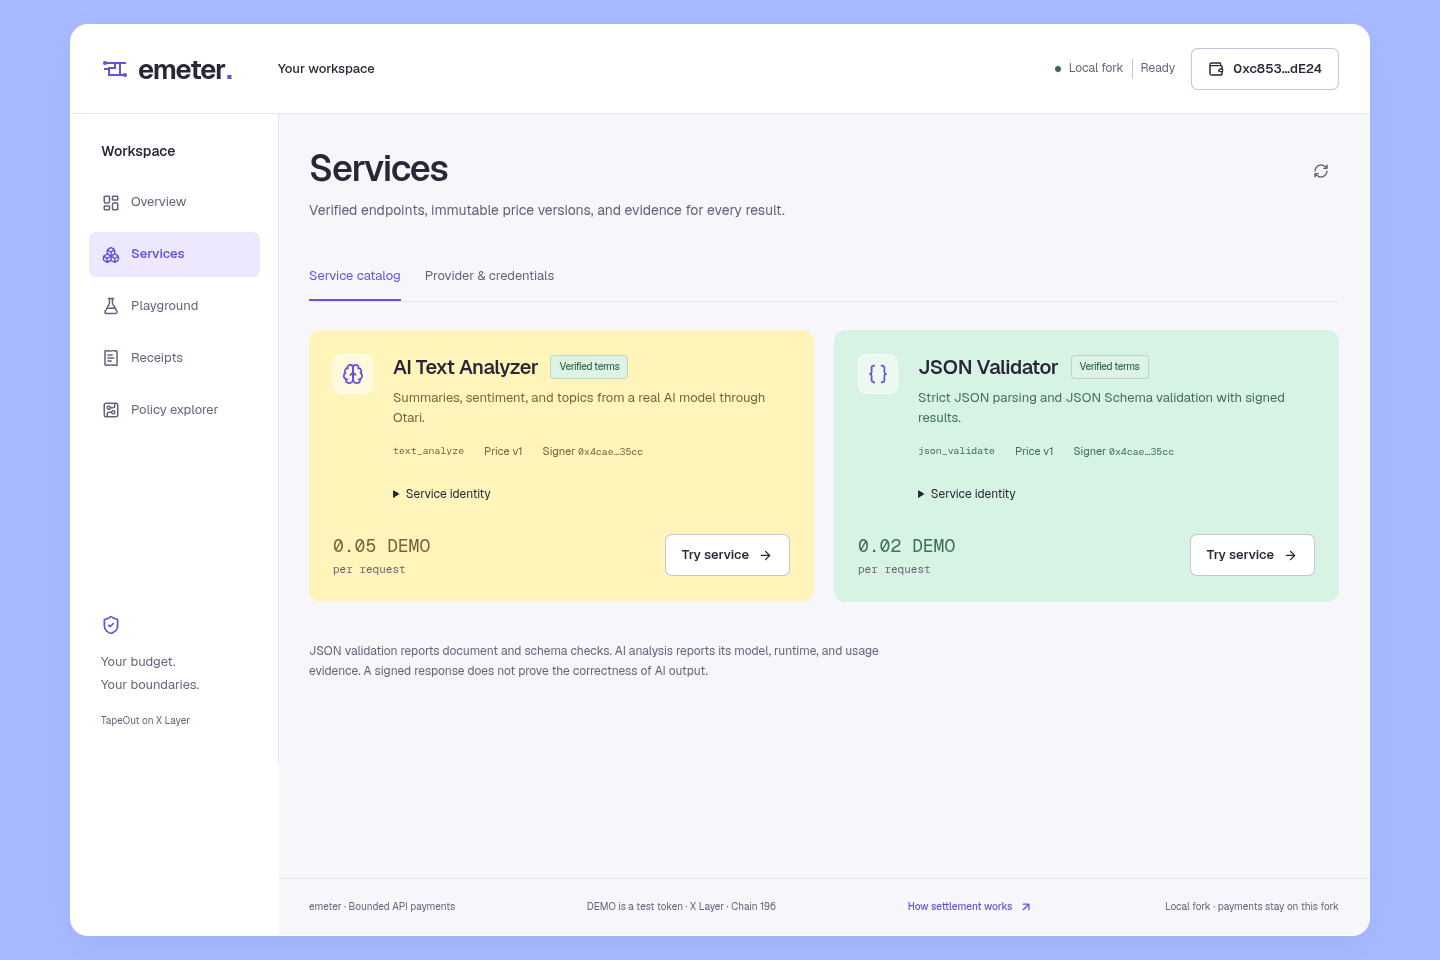 emeter.
Your workspace
Local fork
Ready
0xc853…dE24
Workspace
Overview
Services
Playground
Receipts
Policy explorer
Your budget.
Your boundaries.
TapeOut on X Layer
Services
Verified endpoints, immutable price versions, and evidence for every result.
Service catalog
Provider & credentials
AI Text Analyzer
Verified terms
Summaries, sentiment, and topics from a real AI model through
Otari.
text_analyze
Price v1
Signer 0x4cae…35cc
Service identity
0.05 DEMO
per request
Try service
JSON Validator
Verified terms
Strict JSON parsing and JSON Schema validation with signed
results.
json_validate
Price v1
Signer 0x4cae…35cc
Service identity
0.02 DEMO
per request
Try service
JSON validation reports document and schema checks. AI analysis reports its model, runtime, and usage
evidence. A signed response does not prove the correctness of AI output.
emeter · Bounded API payments
DEMO is a test token · X Layer · Chain 196
How settlement works
Local fork · payments stay on this fork